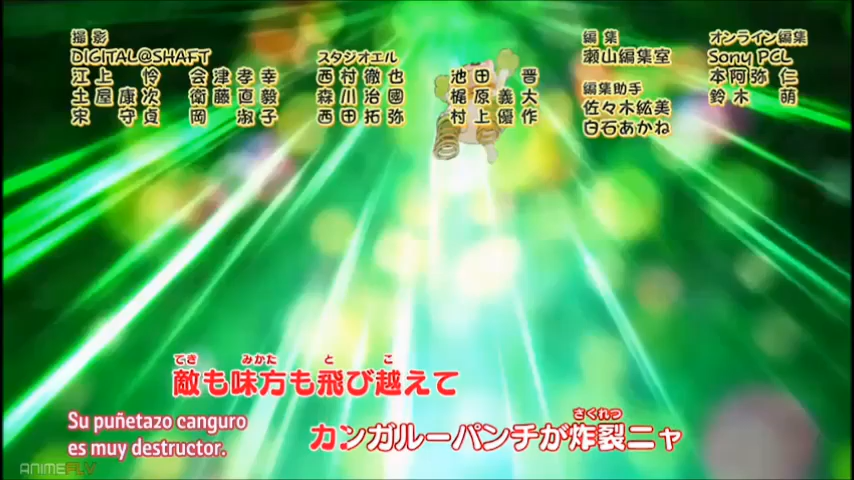 撮影
DIGITAL@SHAFT
江上 怜 会津孝幸
土屋康次 衛藤直毅
宋 守貞 岡 淑子
スタジオエル
西村徹也 池田 晋
森川治國 梶原義大
西田拓弥 村上優作
編集
瀬山編集室
編集助手
佐々木紘美
白石あかね
オンライン編集
Sony PCL
本阿弥 仁
鈴木 萌
てき みかた と こ
敵も味方も飛び越えて
さくれつ
カンガルーパンチが炸裂ニャ
Su puñetazo canguro
es muy destructor.
ANIMEFLV